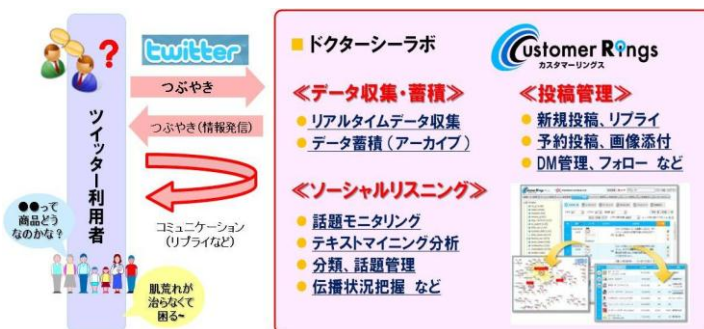 ?
twitter
つぶやき
つぶやき(情報発信)
コミュニケーション
(リプライなど)
ツイッター利用者
●●って
商品どう
なのかな?
肌荒れが
治らなくて
困る~
■ ドクターシーラボ
Customer Rings
カスタマーリングス
≪データ収集・蓄積≫
● リアルタイムデータ収集
● データ蓄積(アーカイブ)
≪ソーシャルリスニング≫
● 話題モニタリング
● テキストマイニング分析
● 分類、話題管理
● 伝播状況把握 など
≪投稿管理≫
● 新規投稿、リプライ
● 予約投稿、画像添付
● DM管理、フォロー など